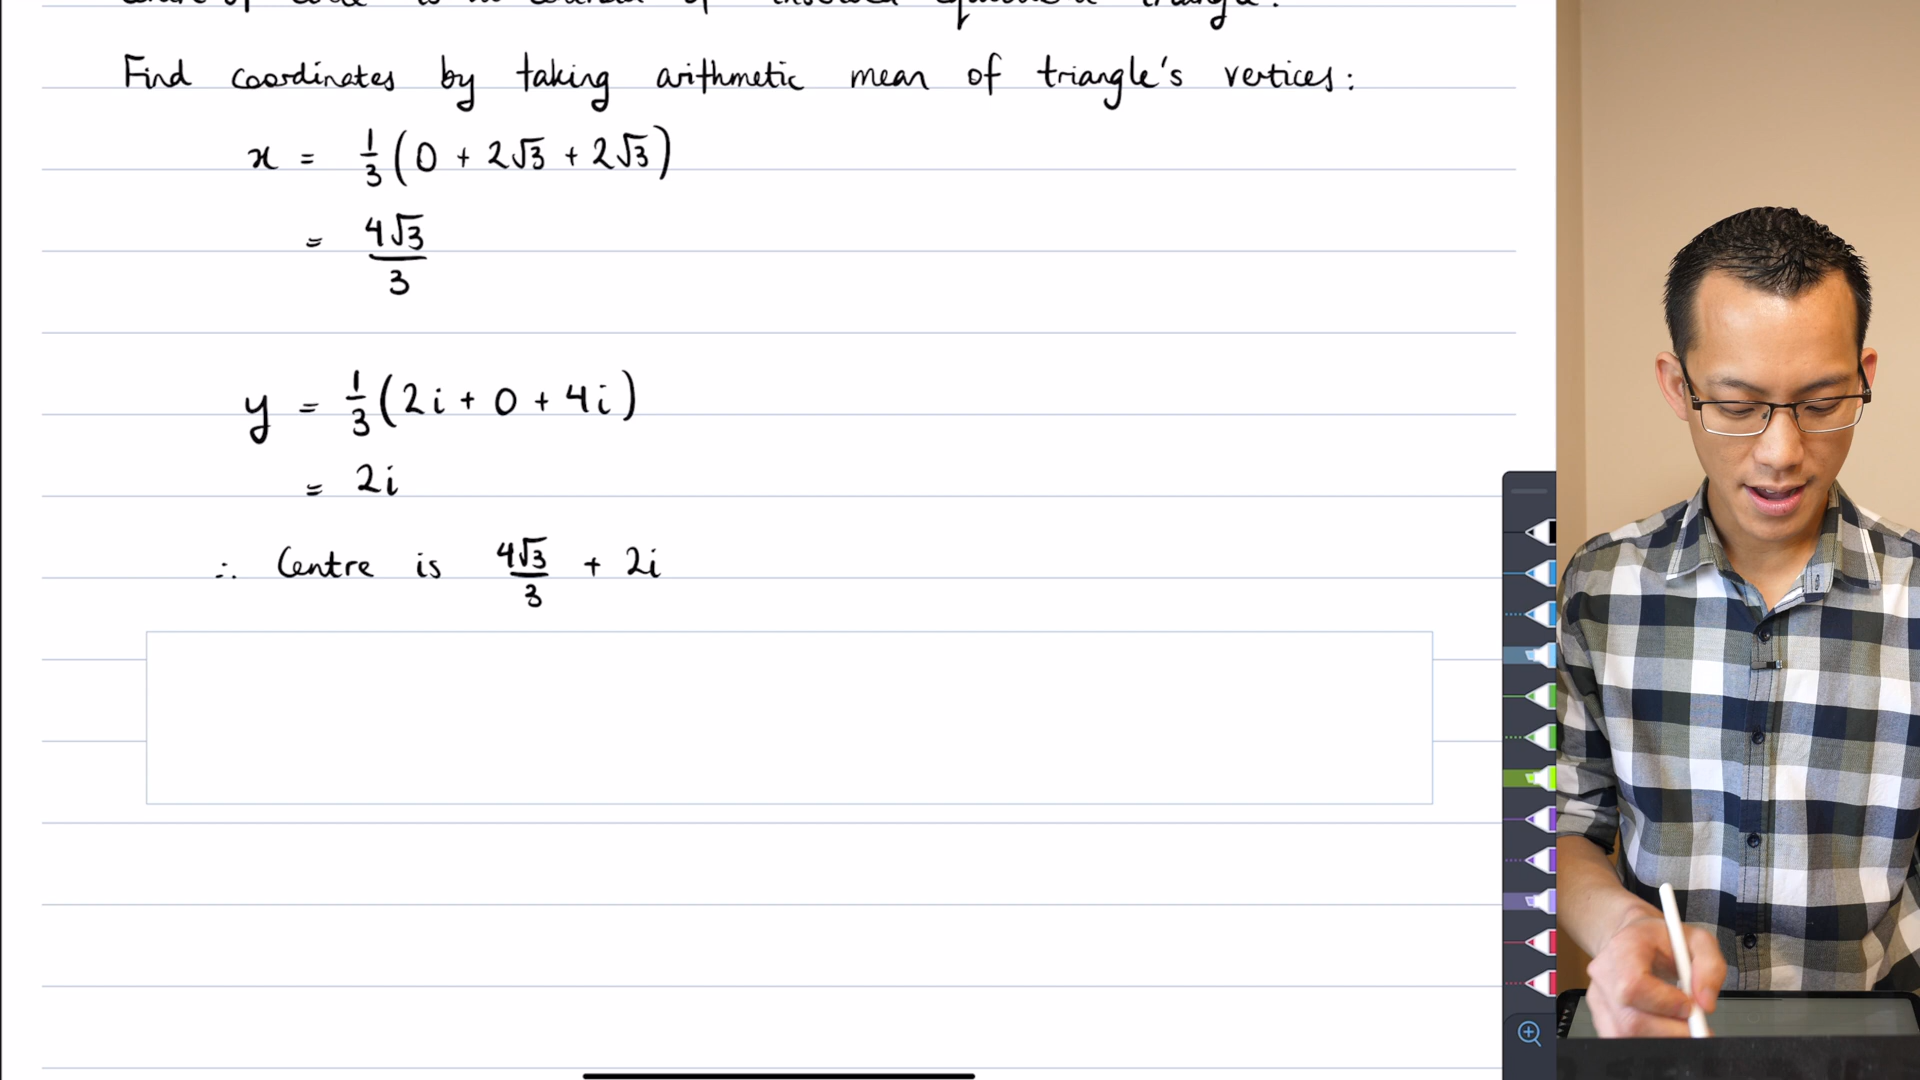 Find coordinates by taking arithmetic mean of triangle's vertices:
x = 1/3 (0 + 2√3 + 2√3)
= 4√3/3
y = 1/3 (2i + 0 + 4i)
= 2i
∴ Centre is 4√3/3 + 2i